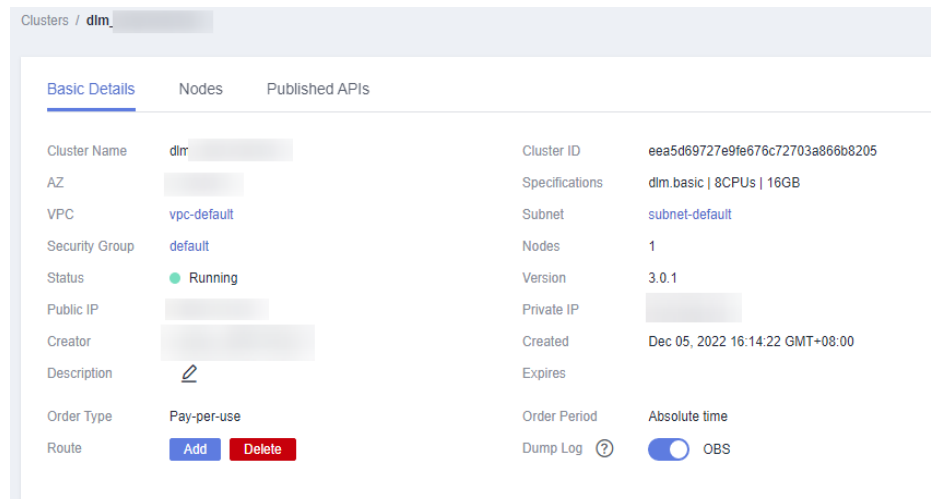 Clusters / dlm_
Basic Details Nodes Published APIs
Cluster Name dlm Cluster ID eea5d69727e9fe676c72703a866b8205
AZ Specifications dlm.basic | 8CPUs | 16GB
VPC vpc-default Subnet subnet-default
Security Group default Nodes 1
Status Running Version 3.0.1
Public IP Private IP
Creator Created Dec 05, 2022 16:14:22 GMT+08:00
Description Expires
Order Type Pay-per-use Order Period Absolute time
Route Add Delete Dump Log ? OBS